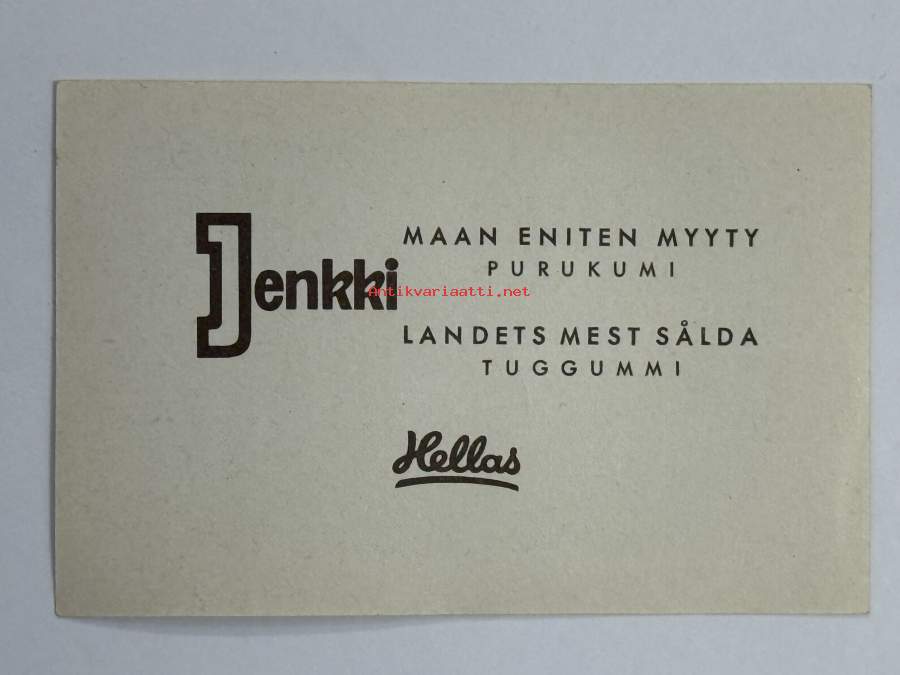 Jenkki
MAAN ENITEN MYYTY
PURUKUMI
Antikvariaatti.net
LANDETS MEST SÅLDA
TUGGUMMI
Hellas